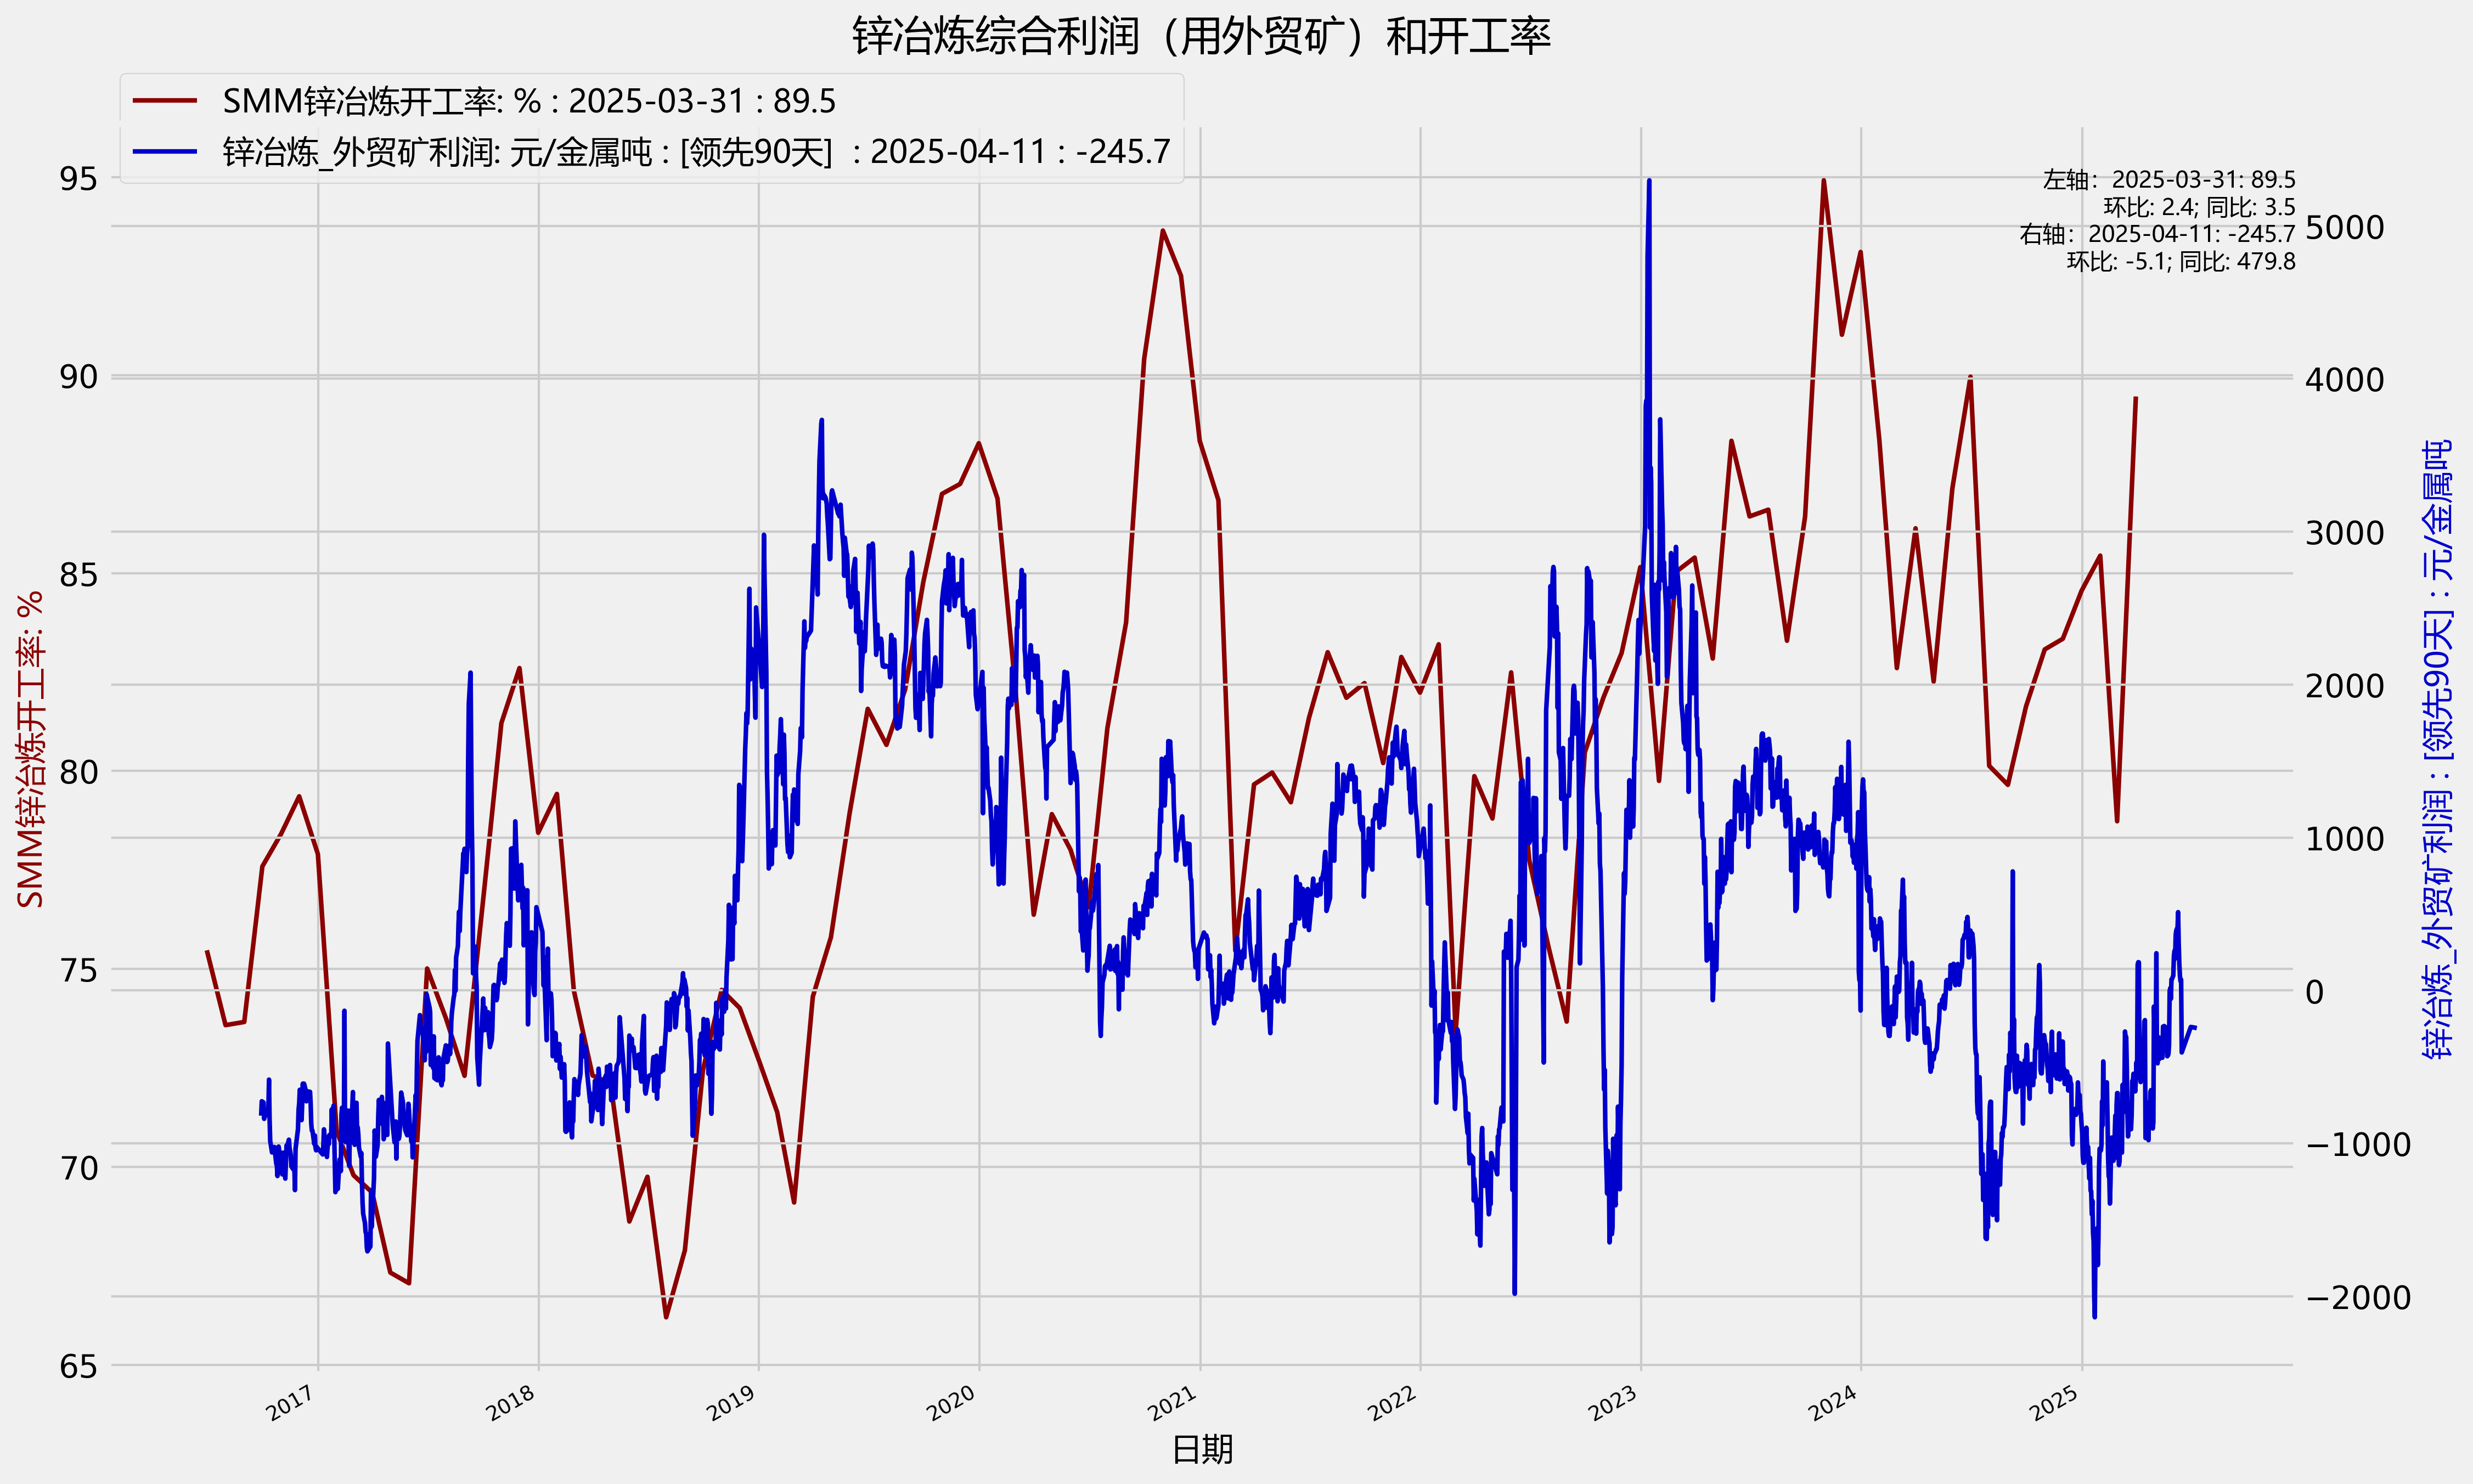 锌冶炼综合利润（用外贸矿）和开工率
SMM锌冶炼开工率: % : 2025-03-31 : 89.5
锌冶炼_外贸矿利润: 元/金属吨 : [领先90天]  : 2025-04-11 : -245.7
左轴：2025-03-31: 89.5
环比: 2.4; 同比: 3.5
右轴：2025-04-11: -245.7
环比: -5.1; 同比: 479.8
SMM锌冶炼开工率: %
95
90
85
80
75
70
65
5000
4000
3000
2000
1000
0
−1000
−2000
锌冶炼_外贸矿利润 : [领先90天] : 元/金属吨
2017
2018
2019
2020
2021
2022
2023
2024
2025
日期